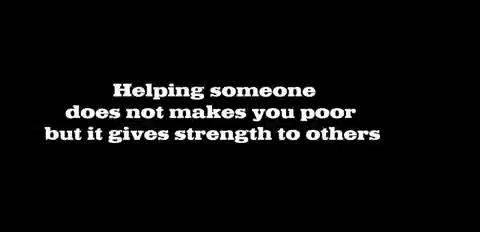 Helping someone
does not makes you poor
but it gives strength to others